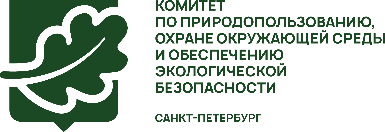 КОМИТЕТ
ПО ПРИРОДОПОЛЬЗОВАНИЮ,
ОХРАНЕ ОКРУЖАЮЩЕЙ СРЕДЫ
И ОБЕСПЕЧЕНИЮ
ЭКОЛОГИЧЕСКОЙ
БЕЗОПАСНОСТИ
САНКТ-ПЕТЕРБУРГ